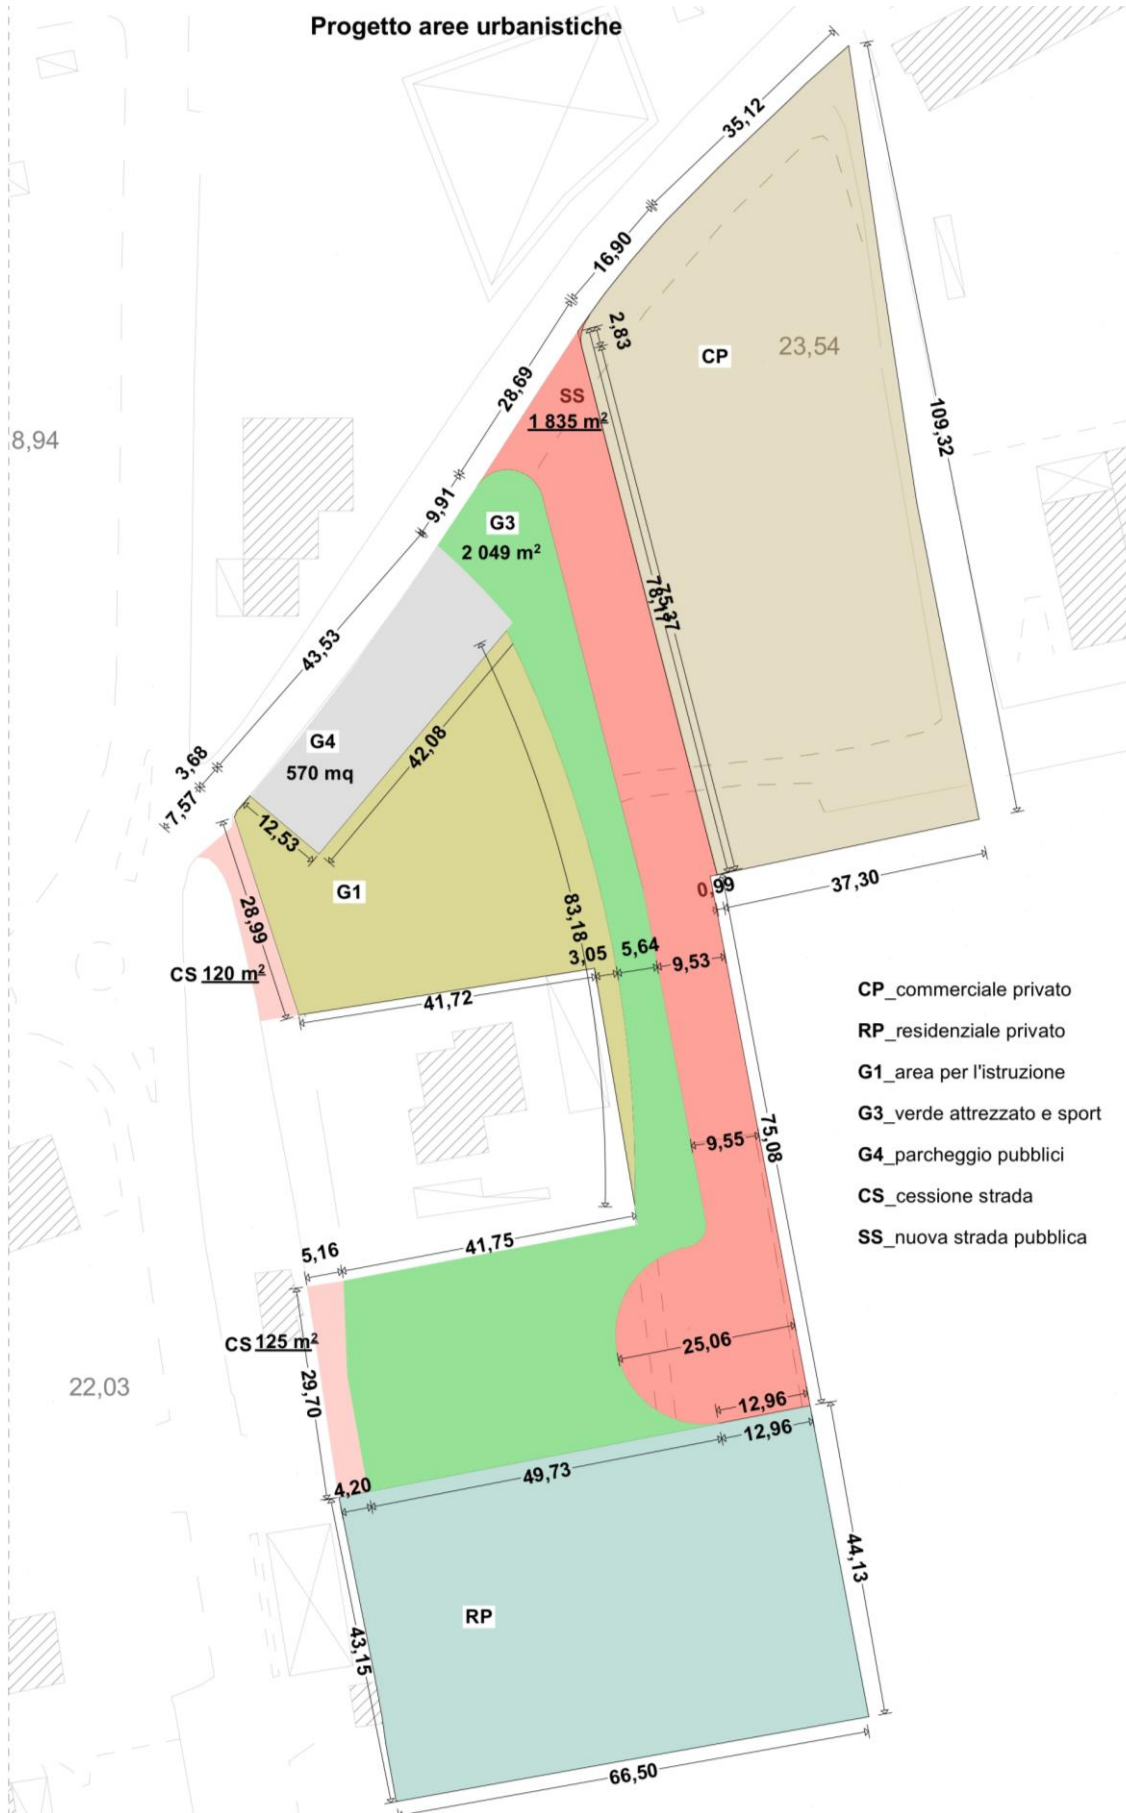 Progetto aree urbanistiche
35,12
16,90
2,83
CP
23,54
28,69
SS
1 835 m²
109,32
8,94
9,91
G3
2 049 m²
75,37
78,17
43,53
3,68
7,57
G4
570 mq
42,08
12,53
0,99
37,30
G1
28,99
83,18
3,05
5,64
9,53
CS 120 m²
41,72
CP_commerciale privato
RP_residenziale privato
G1_area per l'istruzione
G3_verde attrezzato e sport
G4_parcheggio pubblici
CS_cessione strada
SS_nuova strada pubblica
9,55
75,08
5,16
41,75
CS 125 m²
25,06
22,03
29,70
12,96
12,96
4,20
49,73
44,13
RP
43,15
66,50